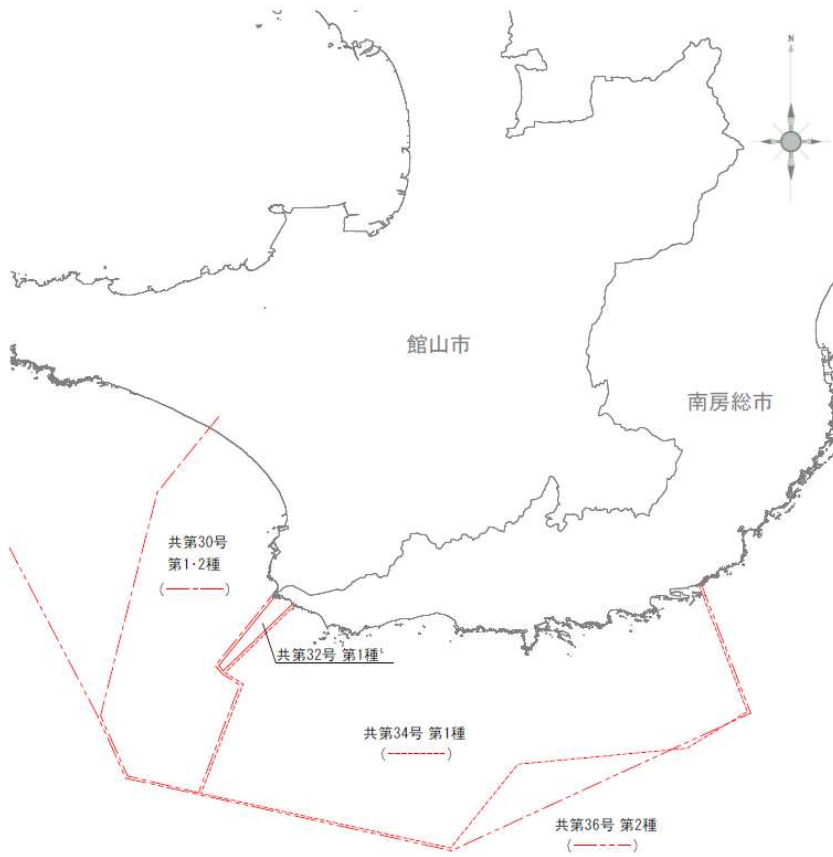 N
館山市
南房総市
共第30号
第1・2種
(
)
共第32号 第1種
共第34号 第1種
(
)
共第36号 第2種
(
)